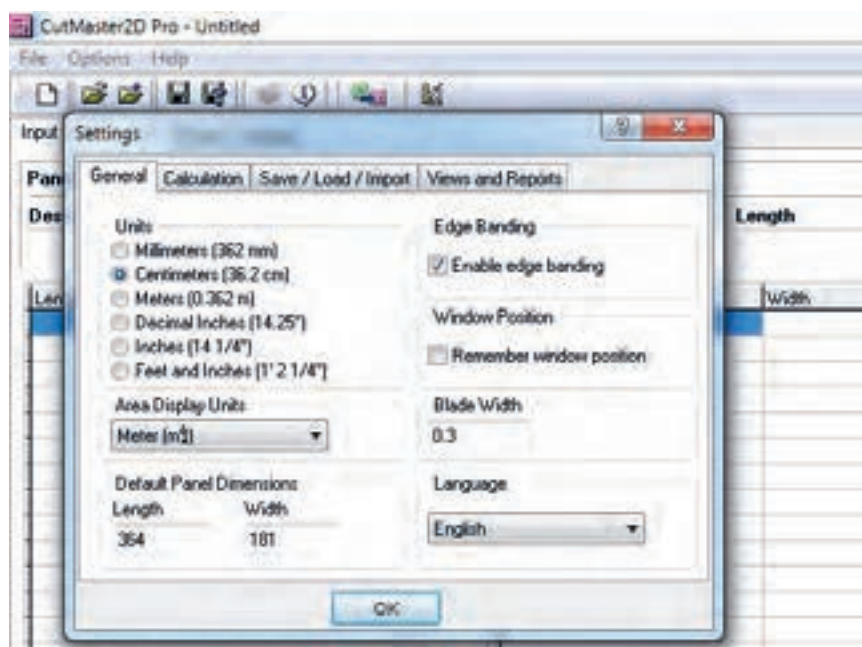 CutMaster2D Pro - Untitled
File Options Help
Input
Settings
General Calculation Save / Load / Import Views and Reports
Pan
Des
Length
Units
Millimeters (362 mm)
Centimeters (36.2 cm)
Meters (0.362 m)
Decimal Inches (14.25")
Inches (14 1/4")
Feet and Inches (1' 2 1/4")
Edge Banding
Enable edge banding
Len
Width
Window Position
Remember window position
Area Display Units
Meter (m²)
Blade Width
0.3
Default Panel Dimensions
Length Width
364 181
Language
English
OK